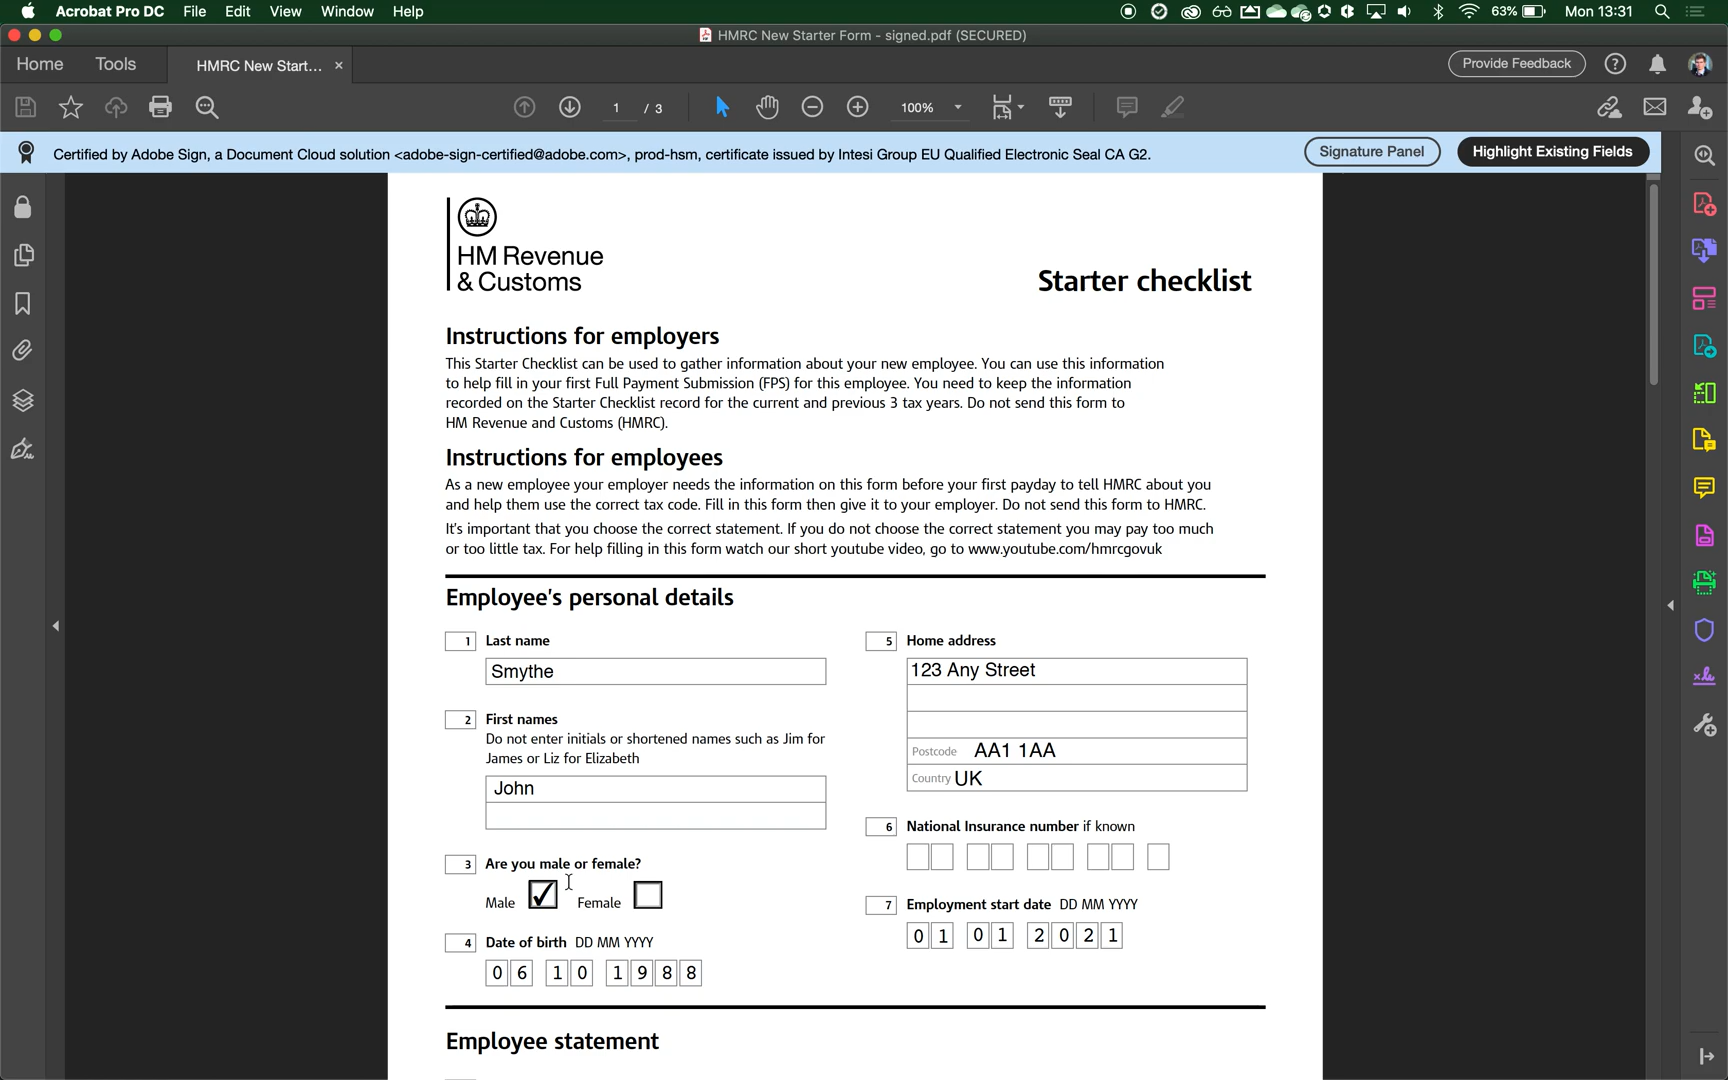 Acrobat Pro DC File Edit View Window Help 63% Mon 13:31
HMRC New Starter Form - signed.pdf (SECURED)
Home Tools HMRC New Start... × Provide Feedback
1 / 3 100%
Certified by Adobe Sign, a Document Cloud solution <adobe-sign-certified@adobe.com>, prod-hsm, certificate issued by Intesi Group EU Qualified Electronic Seal CA G2. Signature Panel Highlight Existing Fields
HM Revenue
& Customs
Starter checklist
Instructions for employers
This Starter Checklist can be used to gather information about your new employee. You can use this information
to help fill in your first Full Payment Submission (FPS) for this employee. You need to keep the information
recorded on the Starter Checklist record for the current and previous 3 tax years. Do not send this form to
HM Revenue and Customs (HMRC).
Instructions for employees
As a new employee your employer needs the information on this form before your first payday to tell HMRC about you
and help them use the correct tax code. Fill in this form then give it to your employer. Do not send this form to HMRC.
It's important that you choose the correct statement. If you do not choose the correct statement you may pay too much
or too little tax. For help filling in this form watch our short youtube video, go to www.youtube.com/hmrcgovuk
Employee's personal details
1 Last name
Smythe
2 First names
Do not enter initials or shortened names such as Jim for
James or Liz for Elizabeth
John
3 Are you male or female?
Male Female
4 Date of birth DD MM YYYY
0 6 1 0 1 9 8 8
5 Home address
123 Any Street
Postcode AA1 1AA
Country UK
6 National Insurance number if known
7 Employment start date DD MM YYYY
0 1 0 1 2 0 2 1
Employee statement